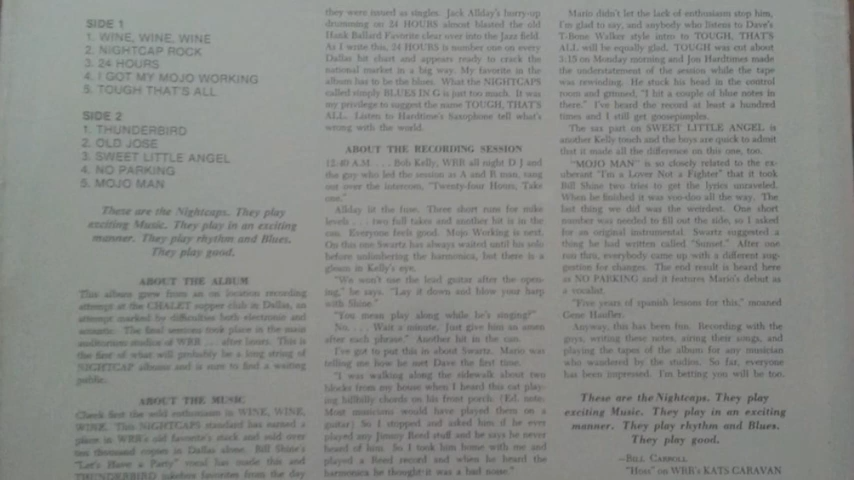 SIDE 1
1. WINE, WINE, WINE
2. NIGHTCAP ROCK
3. 24 HOURS
4. I GOT MY MOJO WORKING
5. TOUGH THAT'S ALL
SIDE 2
1. THUNDERBIRD
2. OLD JOSE
3. SWEET LITTLE ANGEL
4. NO PARKING
5. MOJO MAN
These are the Nightcaps. They play
exciting Music. They play in an exciting
manner. They play rhythm and Blues.
They play good.
ABOUT THE ALBUM
This album grew from an on location recording
attempt at the CHALET supper club in Dallas, an
attempt marked by difficulties both electronic and
acoustic. The final sessions took place in the main
auditorium studios of WRR . . . after hours. This is
the first of what will probably be a long string of
NIGHTCAP albums and is sure to find a waiting
public.
ABOUT THE MUSIC
Check first the wild enthusiasm in WINE, WINE,
WINE. This NIGHTCAPS standard has earned a
place in WRR's old favorite's stack and sold over
ten thousand copies in Dallas alone. Bill Shine's
"Let's Have a Party" vocal has made this and
THUNDERBIRD jukebox favorites from the day
they were issued as singles. Jack Allday's hurry-up
drumming on 24 HOURS almost blasted the old
Hank Ballard Favorite clear over into the Jazz field.
As I write this, 24 HOURS is number one on every
Dallas hit chart and appears ready to crack the
national market in a big way. My favorite in the
album has to be the blues. What the NIGHTCAPS
called simply BLUES IN G is just too much. It was
my privilege to suggest the name TOUGH, THAT'S
ALL. Listen to Hardtime's Saxophone tell what's
wrong with the world.
ABOUT THE RECORDING SESSION
12:40 A.M. . . . Bob Kelly, WRR all night D J and
the guy who led the session as A and R man, rang
out over the intercom, "Twenty-four Hours, Take
one."
Allday lit the fuse. Three short runs for mike
levels . . . two full takes and another hit is in the
can. Everyone feels good. Mojo Working is next.
On this one Swartz has always waited until his solo
before unlimbering the harmonica, but there is a
gleam in Kelly's eye.
"We won't use the lead guitar after the open-
ing," he says. "Lay it down and blow your harp
with Shine."
"You mean play along while he's singing?"
No. . . . Wait a minute. Just give him an amen
after each phrase." Another hit in the can.
I've got to put this in about Swartz. Mario was
telling me how he met Dave the first time.
"I was walking along the sidewalk about two
blocks from my house when I heard this cat play-
ing hillbilly chords on his front porch. (Ed. note:
Most musicians would have played them on a
guitar) So I stopped and asked him if he ever
played any Jimmy Reed stuff and he says he never
heard of him. So I took him home with me and
played a Reed record and when he heard the
harmonica he thought it was a bad noise."
Mario didn't let the lack of enthusiasm stop him,
I'm glad to say, and anybody who listens to Dave's
T-Bone Walker style intro to TOUGH, THAT'S
ALL will be equally glad. TOUGH was cut about
3:15 on Monday morning and Jon Hardtimes made
the understatement of the session while the tape
was rewinding. He stuck his head in the control
room and grinned, "I hit a couple of blue notes in
there." I've heard the record at least a hundred
times and I still get goosepimples.
The sax part on SWEET LITTLE ANGEL is
another Kelly touch and the boys are quick to admit
that it made all the difference on this one, too.
"MOJO MAN" is so closely related to the ex-
uberant "I'm a Lover Not a Fighter" that it took
Bill Shine two tries to get the lyrics unraveled.
When he finished it was voo-doo all the way. The
last thing we did was the weirdest. One short
number was needed to fill out the side, so I asked
for an original instrumental. Swartz suggested a
thing he had written called "Sunset." After one
run thru, everybody came up with a different sug-
gestion for changes. The end result is heard here
as NO PARKING and it features Mario's debut as
a vocalist.
"Five years of spanish lessons for this," moaned
Gene Haufler.
Anyway, this has been fun. Recording with the
guys, writing these notes, airing their songs, and
playing the tapes of the album for any musician
who wandered by the studios. So far, everyone
has been impressed. I'm betting you will be too.
These are the Nightcaps. They play
exciting Music. They play in an exciting
manner. They play rhythm and Blues.
They play good.
—BILL CARROLL
"Host" on WRR's KATS CARAVAN